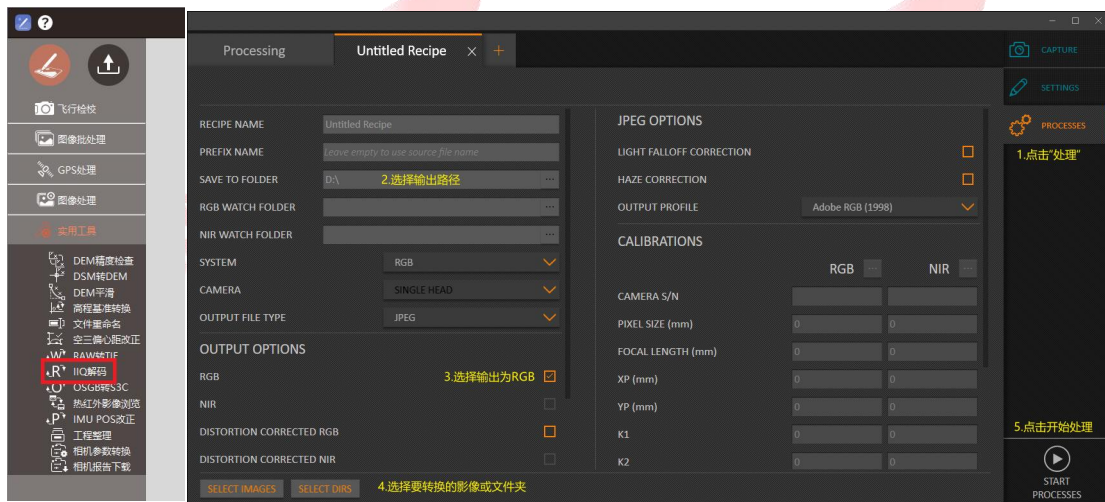 飞行检校
图像批处理
GPS处理
图像处理
实用工具
DEM精度检查
DSM转DEM
DEM平滑
高程基准转换
文件重命名
空三偏心距改正
RAW转TIF
IIQ解码
OSGB转S3C
热红外影像浏览
IMU POS改正
工程整理
相机参数转换
相机报告下载
Processing
Untitled Recipe
RECIPE NAME Untitled Recipe
PREFIX NAME Leave empty to use source file name
SAVE TO FOLDER D:\ 2.选择输出路径
RGB WATCH FOLDER
NIR WATCH FOLDER
SYSTEM RGB
CAMERA SINGLE HEAD
OUTPUT FILE TYPE JPEG
OUTPUT OPTIONS
RGB 3.选择输出为RGB
NIR
DISTORTION CORRECTED RGB
DISTORTION CORRECTED NIR
SELECT IMAGES SELECT DIRS 4.选择要转换的影像或文件夹
JPEG OPTIONS
LIGHT FALLOFF CORRECTION
HAZE CORRECTION
OUTPUT PROFILE Adobe RGB (1998)
CALIBRATIONS
RGB NIR
CAMERA S/N
PIXEL SIZE (mm) 0 0
FOCAL LENGTH (mm) 0 0
XP (mm) 0 0
YP (mm) 0 0
K1 0 0
K2 0 0
CAPTURE
SETTINGS
PROCESSES
1.点击"处理"
5.点击开始处理
START
PROCESSES